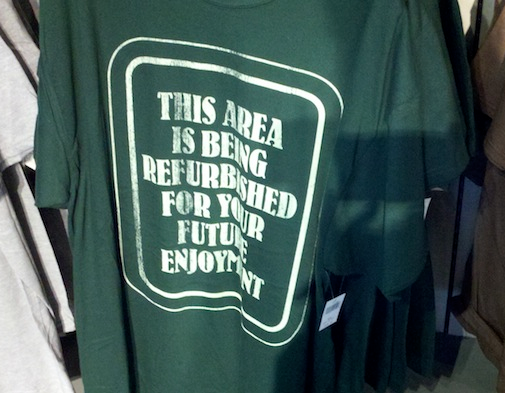 THIS AREA
IS BEING
REFURBISHED
FOR YOUR
FUTURE
ENJOYMENT